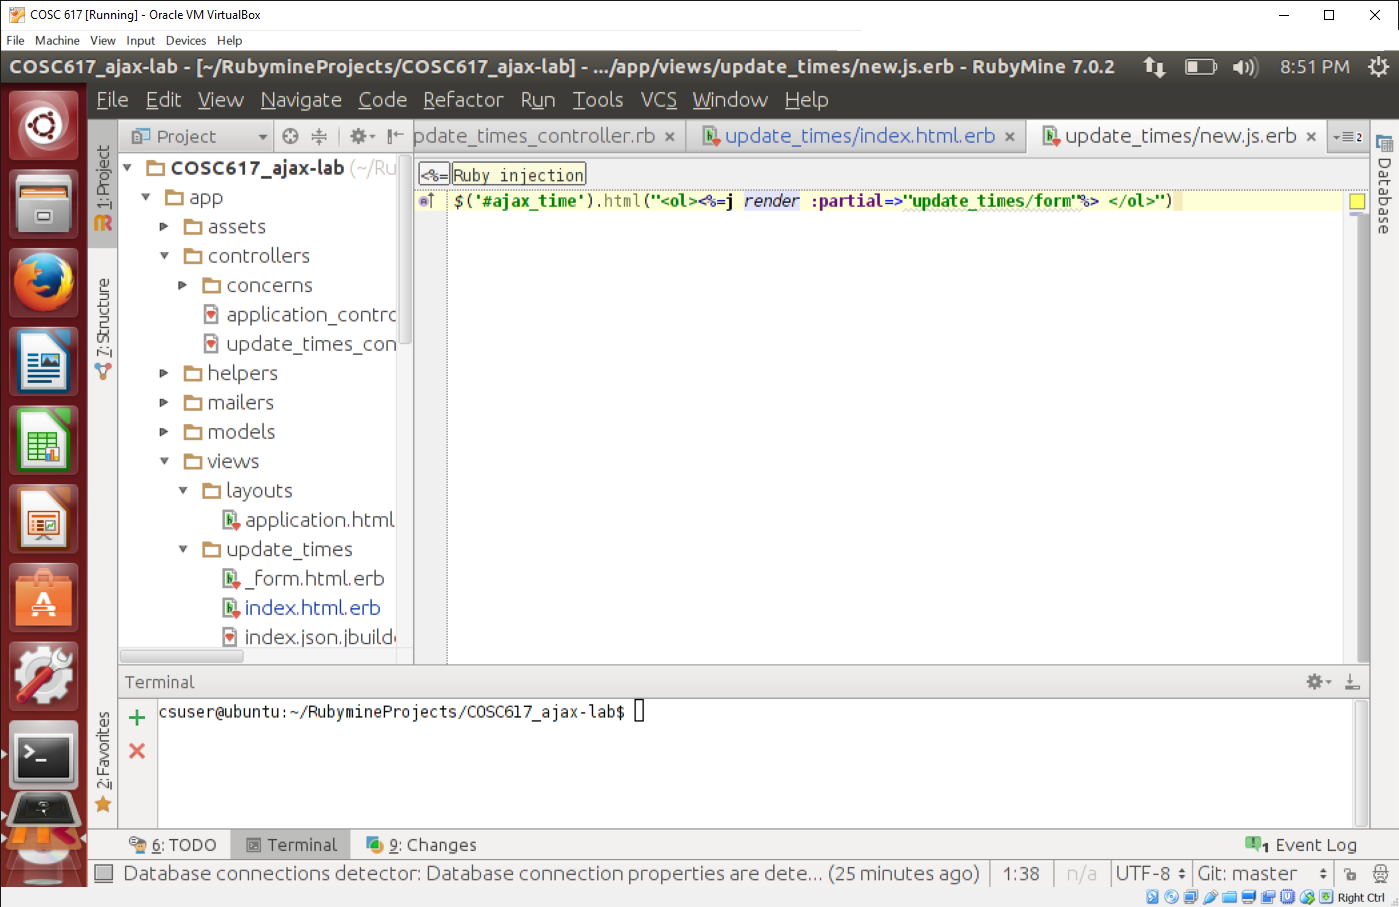 COSC 617 [Running] - Oracle VM VirtualBox
File Machine View Input Devices Help
COSC617_ajax-lab - [~/RubymineProjects/COSC617_ajax-lab] - .../app/views/update_times/new.js.erb - RubyMine 7.0.2
8:51 PM
File Edit View Navigate Code Refactor Run Tools VCS Window Help
Project
pdate_times_controller.rb
update_times/index.html.erb
update_times/new.js.erb
2
1: Project
7: Structure
2: Favorites
Database
COSC617_ajax-lab (~/Ru
app
assets
controllers
concerns
application_contro
update_times_con
helpers
mailers
models
views
layouts
application.html
update_times
_form.html.erb
index.html.erb
index.json.jbuilde
<%= Ruby injection
$('#ajax_time').html("<ol><%=j render :partial=>"update_times/form"%> </ol>")
Terminal
csuser@ubuntu:~/RubymineProjects/COSC617_ajax-lab$
6: TODO
Terminal
9: Changes
1 Event Log
Database connections detector: Database connection properties are dete... (25 minutes ago)
1:38
n/a
UTF-8
Git: master
Right Ctrl